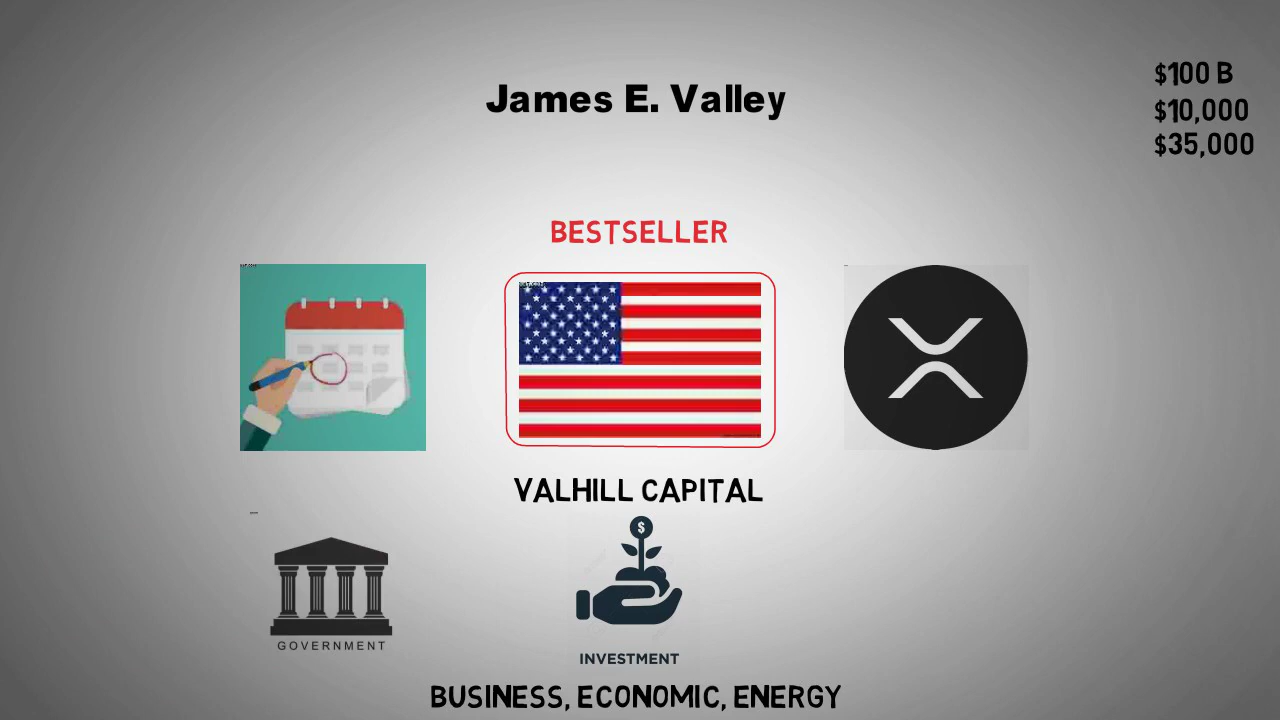 James E. Valley
$100 B
$10,000
$35,000
BESTSELLER
VALHILL CAPITAL
GOVERNMENT
INVESTMENT
BUSINESS, ECONOMIC, ENERGY